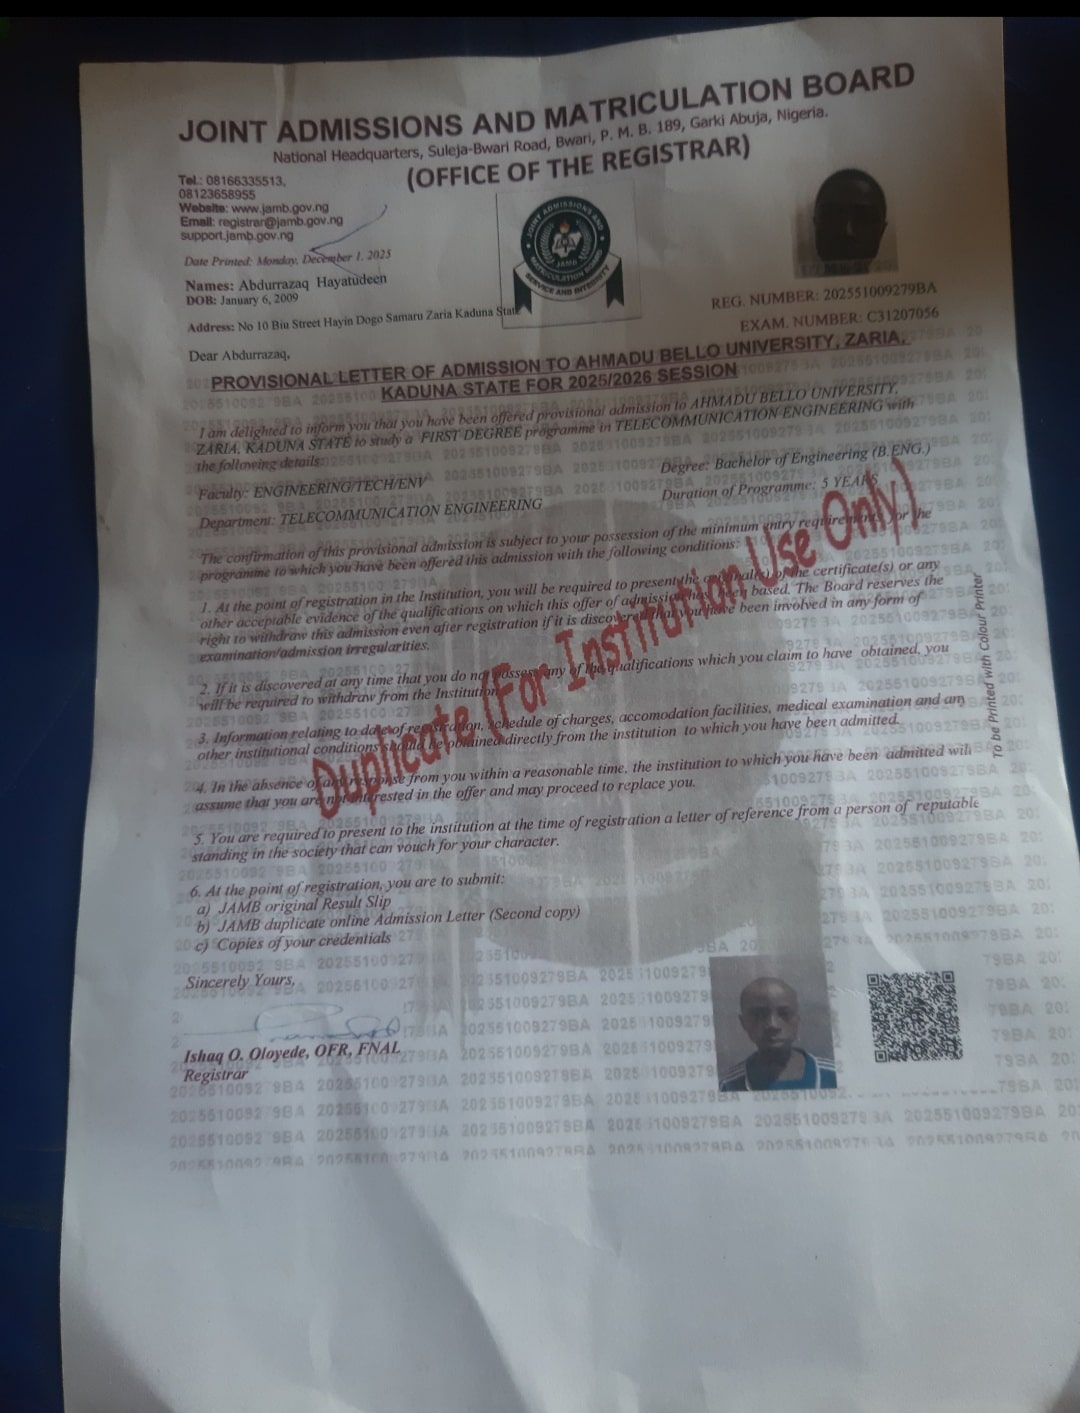 JOINT ADMISSIONS AND MATRICULATION BOARD
National Headquarters, Suleja-Bwari Road, Bwari, P. M. B. 189, Garki Abuja, Nigeria.
(OFFICE OF THE REGISTRAR)
Tel.: 08166335513,
08123658955
Website: www.jamb.gov.ng
Email: registrar@jamb.gov.ng
support.jamb.gov.ng
JOINT ADMISSIONS AND
MATRICULATION BOARD
JAMB
SERVICE AND INTEGRITY
Date Printed: Monday, December 1, 2025
Names: Abdurrazaq Hayatudeen
DOB: January 6, 2009
Address: No 10 Biu Street Hayin Dogo Samaru Zaria Kaduna State
REG. NUMBER: 202551009279BA
EXAM. NUMBER: C31207056
Dear Abdurrazaq,
PROVISIONAL LETTER OF ADMISSION TO AHMADU BELLO UNIVERSITY, ZARIA,
KADUNA STATE FOR 2025/2026 SESSION
I am delighted to inform you that you have been offered provisional admission to AHMADU BELLO UNIVERSITY,
ZARIA, KADUNA STATE to study a FIRST DEGREE programme in TELECOMMUNICATION ENGINEERING with
the following details:
Faculty: ENGINEERING/TECH/ENV
Degree: Bachelor of Engineering (B.ENG.)
Department: TELECOMMUNICATION ENGINEERING
Duration of Programme: 5 YEARS
The confirmation of this provisional admission is subject to your possession of the minimum entry requirements for the
programme to which you have been offered this admission with the following conditions:
1. At the point of registration in the Institution, you will be required to present the original(s) of the certificate(s) or any
other acceptable evidence of the qualifications on which this offer of admission have been based. The Board reserves the
right to withdraw this admission even after registration if it is discovered that you have been involved in any form of
examination/admission irregularities.
2. If it is discovered at any time that you do not possess any of the qualifications which you claim to have obtained, you
will be required to withdraw from the Institution.
3. Information relating to date of registration, schedule of charges, accomodation facilities, medical examination and any
other institutional conditions should be obtained directly from the institution to which you have been admitted.
4. In the absence of any response from you within a reasonable time, the institution to which you have been admitted will
assume that you are not interested in the offer and may proceed to replace you.
5. You are required to present to the institution at the time of registration a letter of reference from a person of reputable
standing in the society that can vouch for your character.
6. At the point of registration, you are to submit:
a) JAMB original Result Slip
b) JAMB duplicate online Admission Letter (Second copy)
c) Copies of your credentials
Duplicate (For Institution Use Only)
To be Printed with Colour Printer
Sincerely Yours,
Ishaq O. Oloyede, OFR, FNAL
Registrar